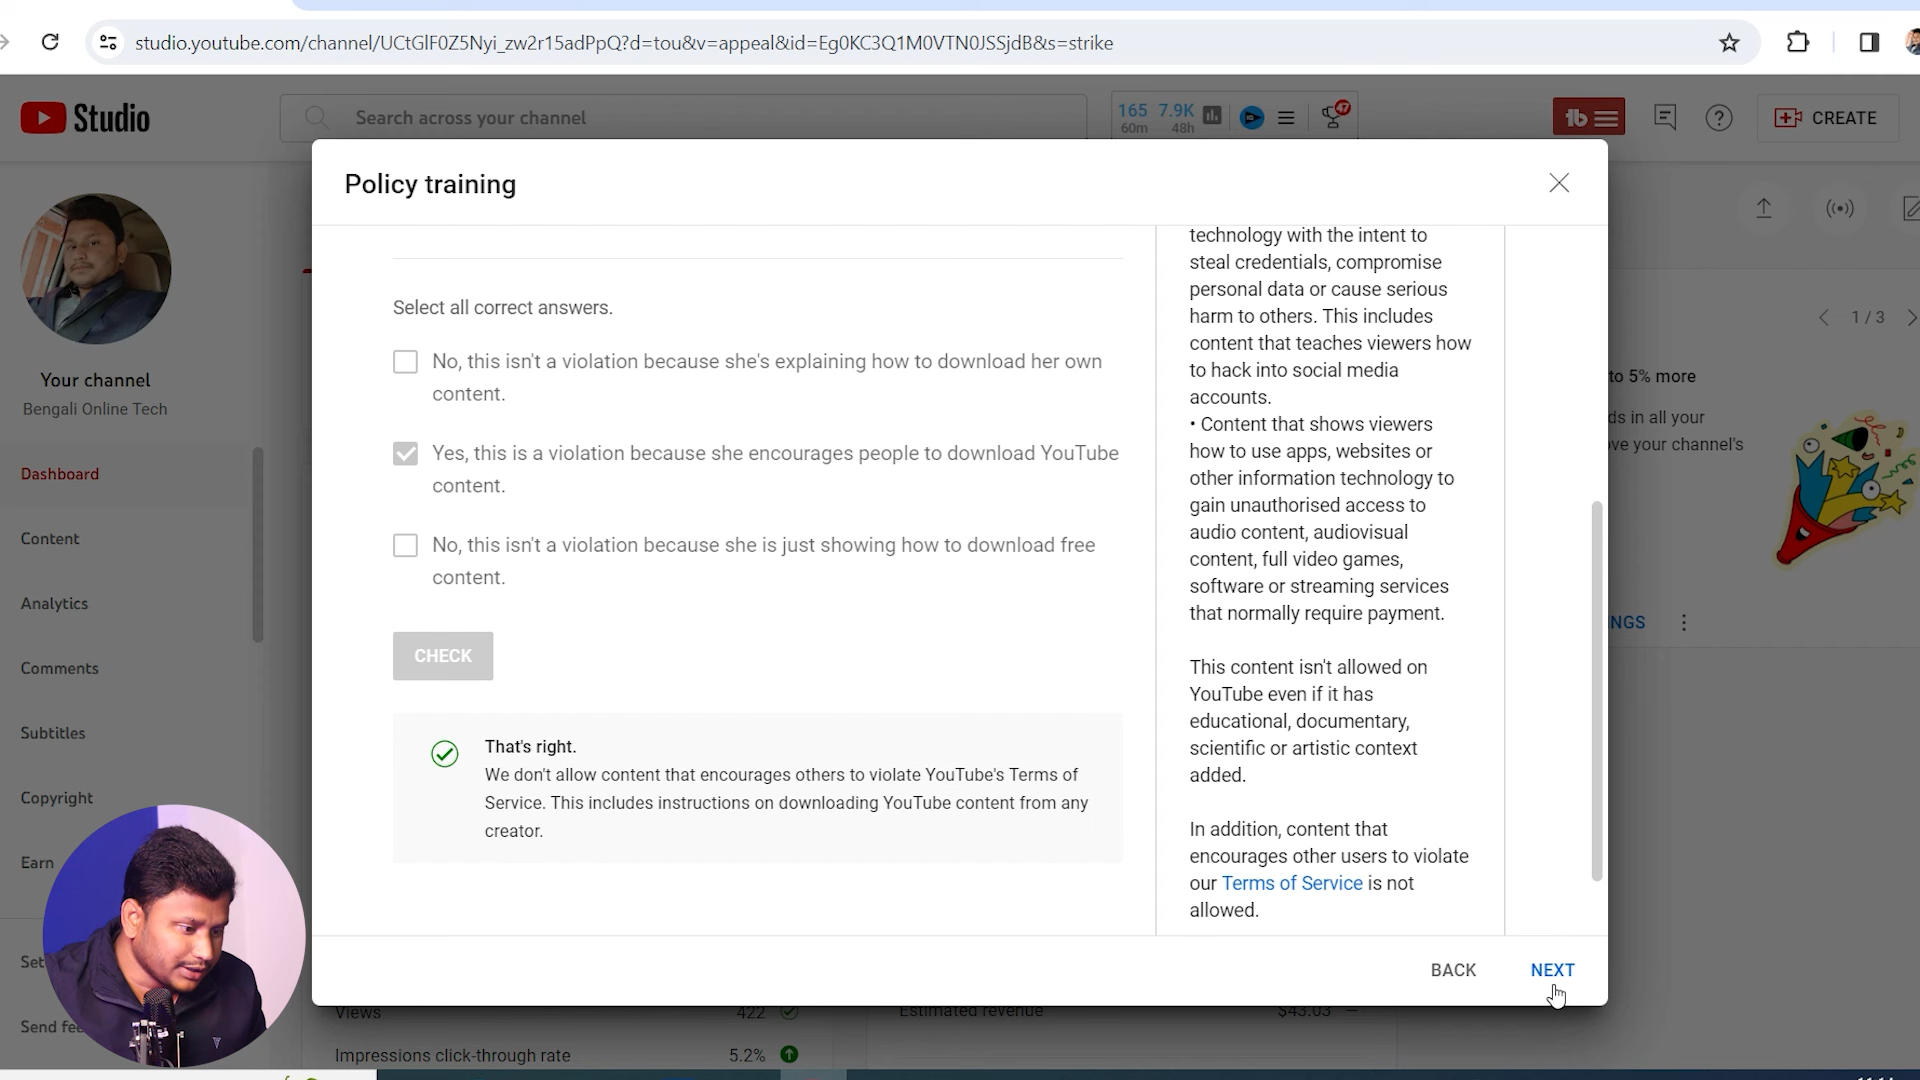 studio.youtube.com/channel/UCtGlF0Z5Nyi_zw2r15adPpQ?d=tou&v=appeal&id=Eg0KC3Q1M0VTN0JSSjdB&s=strike
Studio
Search across your channel
165 7.9K
60m 48h
47
tb
CREATE
Policy training
Your channel
Bengali Online Tech
Dashboard
Content
Analytics
Comments
Subtitles
Copyright
Earn
Set
Send fee
Select all correct answers.
No, this isn't a violation because she's explaining how to download her own
content.
Yes, this is a violation because she encourages people to download YouTube
content.
No, this isn't a violation because she is just showing how to download free
content.
CHECK
That's right.
We don't allow content that encourages others to violate YouTube's Terms of
Service. This includes instructions on downloading YouTube content from any
creator.
technology with the intent to
steal credentials, compromise
personal data or cause serious
harm to others. This includes
content that teaches viewers how
to hack into social media
accounts.
• Content that shows viewers
how to use apps, websites or
other information technology to
gain unauthorised access to
audio content, audiovisual
content, full video games,
software or streaming services
that normally require payment.
This content isn't allowed on
YouTube even if it has
educational, documentary,
scientific or artistic context
added.
In addition, content that
encourages other users to violate
our Terms of Service is not
allowed.
BACK
NEXT
1 / 3
to 5% more
ds in all your
ove your channel's
NGS
Views 422
Estimated revenue $43.03 —
Impressions click-through rate 5.2%